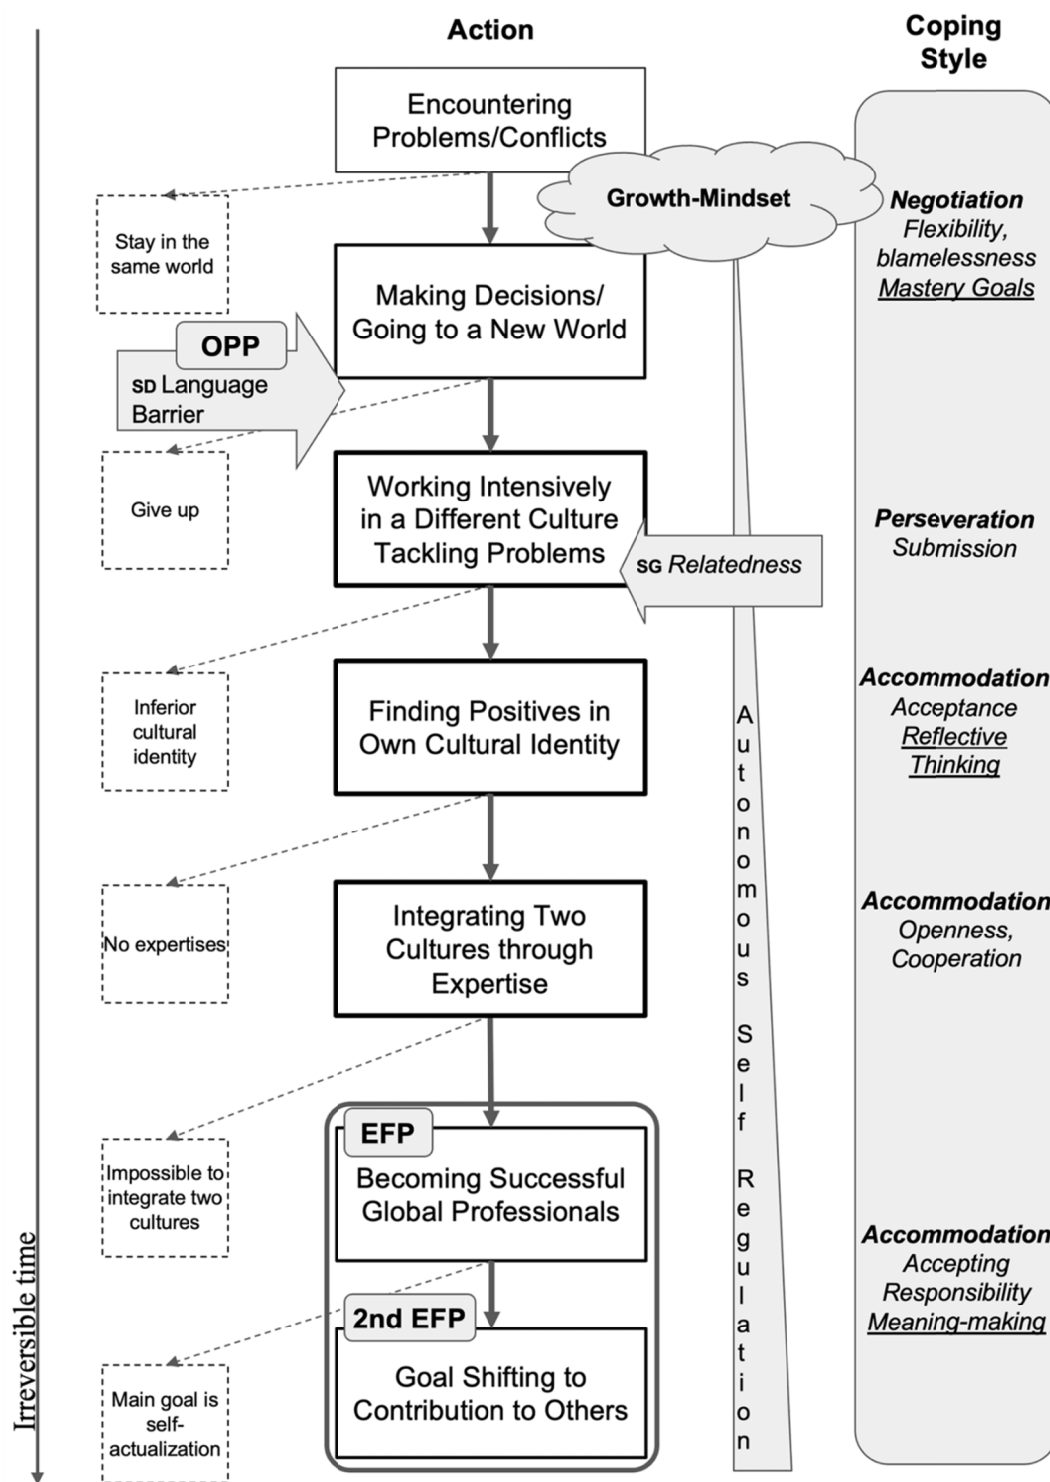 Action
Coping
Style
Encountering
Problems/Conflicts
Growth-Mindset
Negotiation
Flexibility,
blamelessness
Mastery Goals
Stay in the
same world
Making Decisions/
Going to a New World
OPP
SD Language
Barrier
Give up
Working Intensively
in a Different Culture
Tackling Problems
SG Relatedness
Perseveration
Submission
Inferior
cultural
identity
Finding Positives in
Own Cultural Identity
Accommodation
Acceptance
Reflective
Thinking
No expertises
Integrating Two
Cultures through
Expertise
Accommodation
Openness,
Cooperation
Autonomous Self Regulation
EFP
Becoming Successful
Global Professionals
Impossible to
integrate two
cultures
Accommodation
Accepting
Responsibility
Meaning-making
2nd EFP
Goal Shifting to
Contribution to Others
Main goal is
self-
actualization
Irreversible time